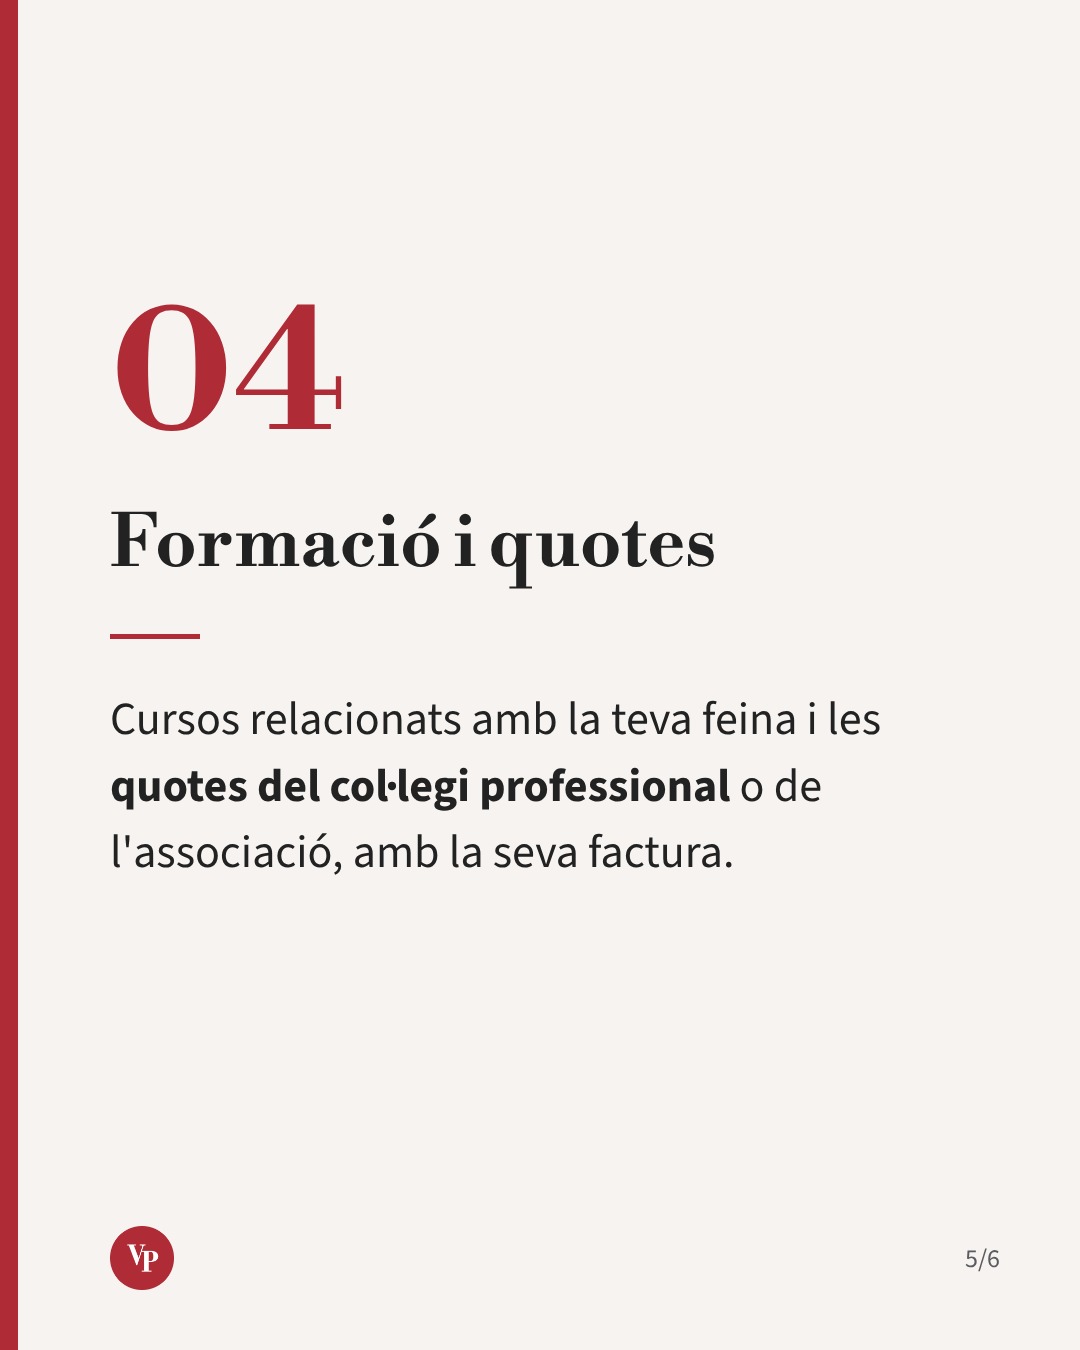 04
Formació i quotes
Cursos relacionats amb la teva feina i les
quotes del col·legi professional o de
l'associació, amb la seva factura.
VP
5/6